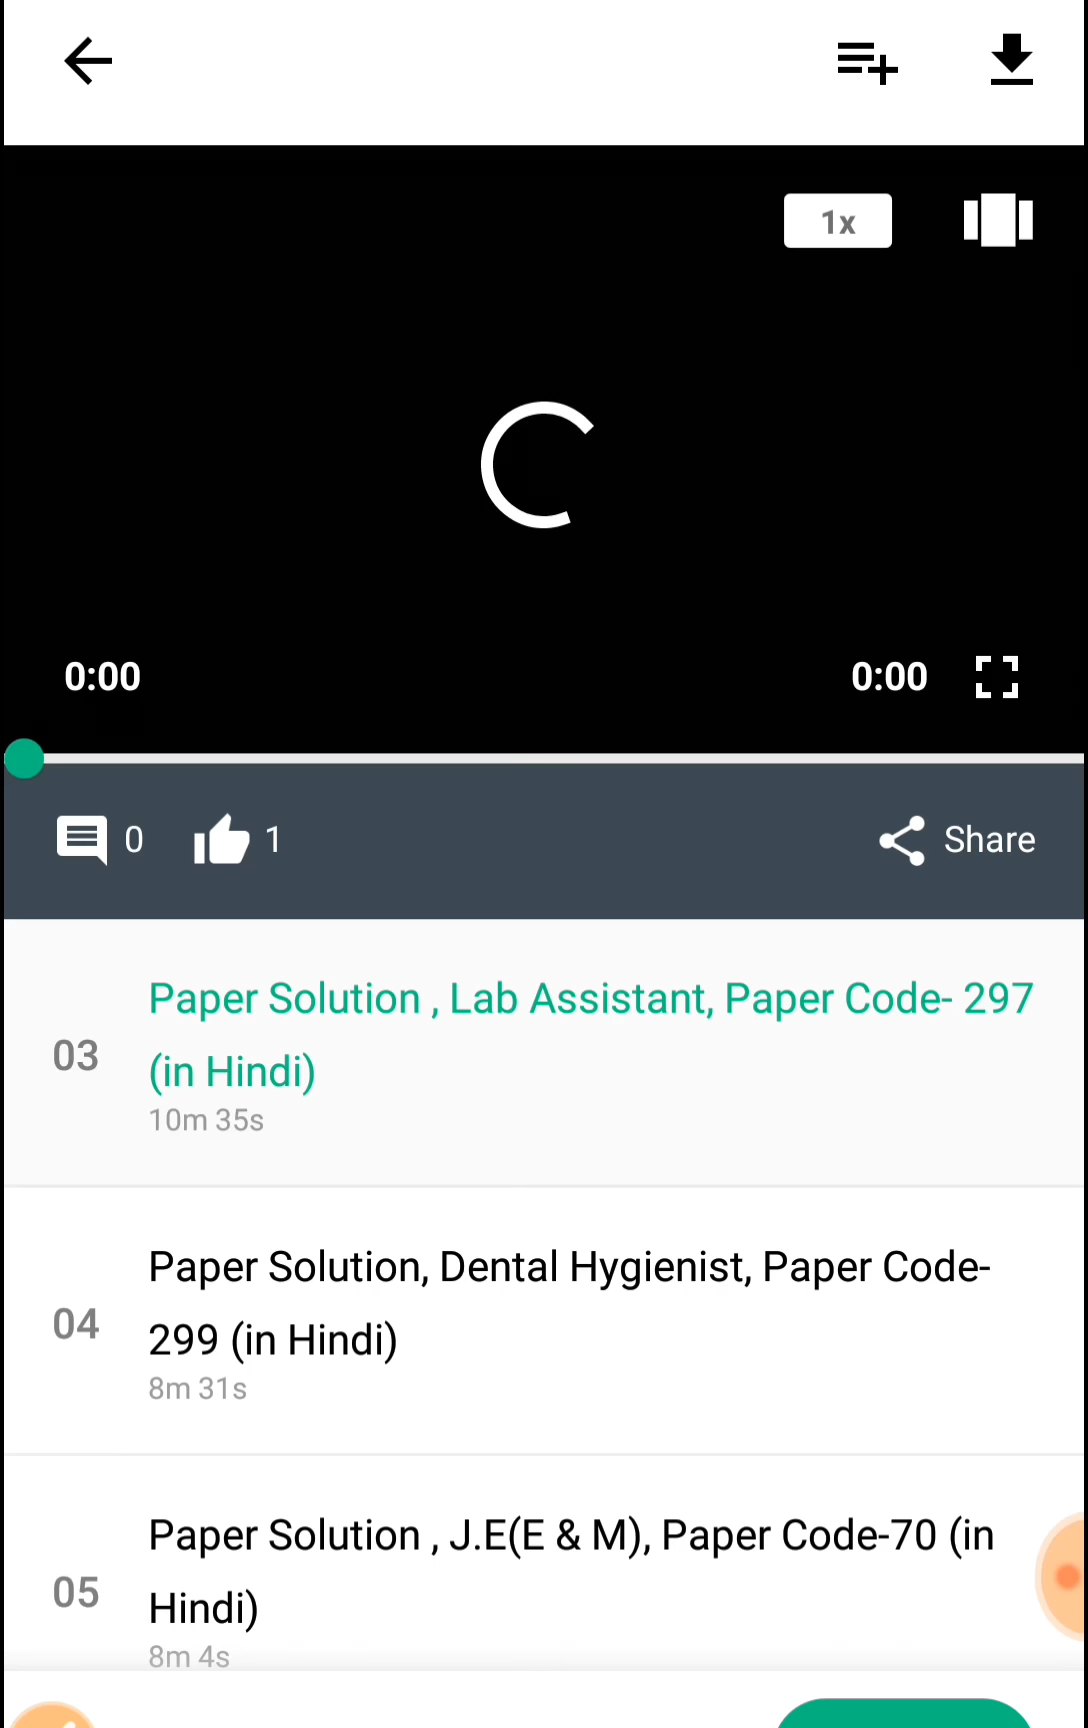 1x
0:00 0:00
0 1 Share
03
Paper Solution , Lab Assistant, Paper Code- 297
(in Hindi)
10m 35s
04
Paper Solution, Dental Hygienist, Paper Code-
299 (in Hindi)
8m 31s
05
Paper Solution , J.E(E & M), Paper Code-70 (in
Hindi)
8m 4s